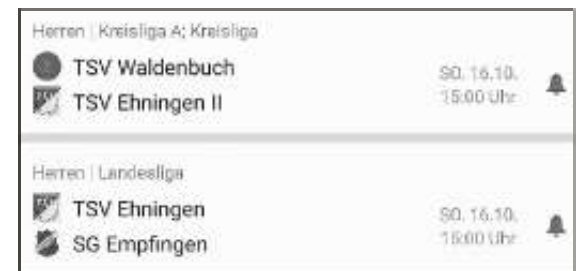 Herren | Kreisliga A; Kreisliga
TSV Waldenbuch
SO, 16.10.
TSV Ehningen II
15:00 Uhr
Herren | Landesliga
TSV Ehningen
SO, 16.10.
SG Empfingen
15:00 Uhr